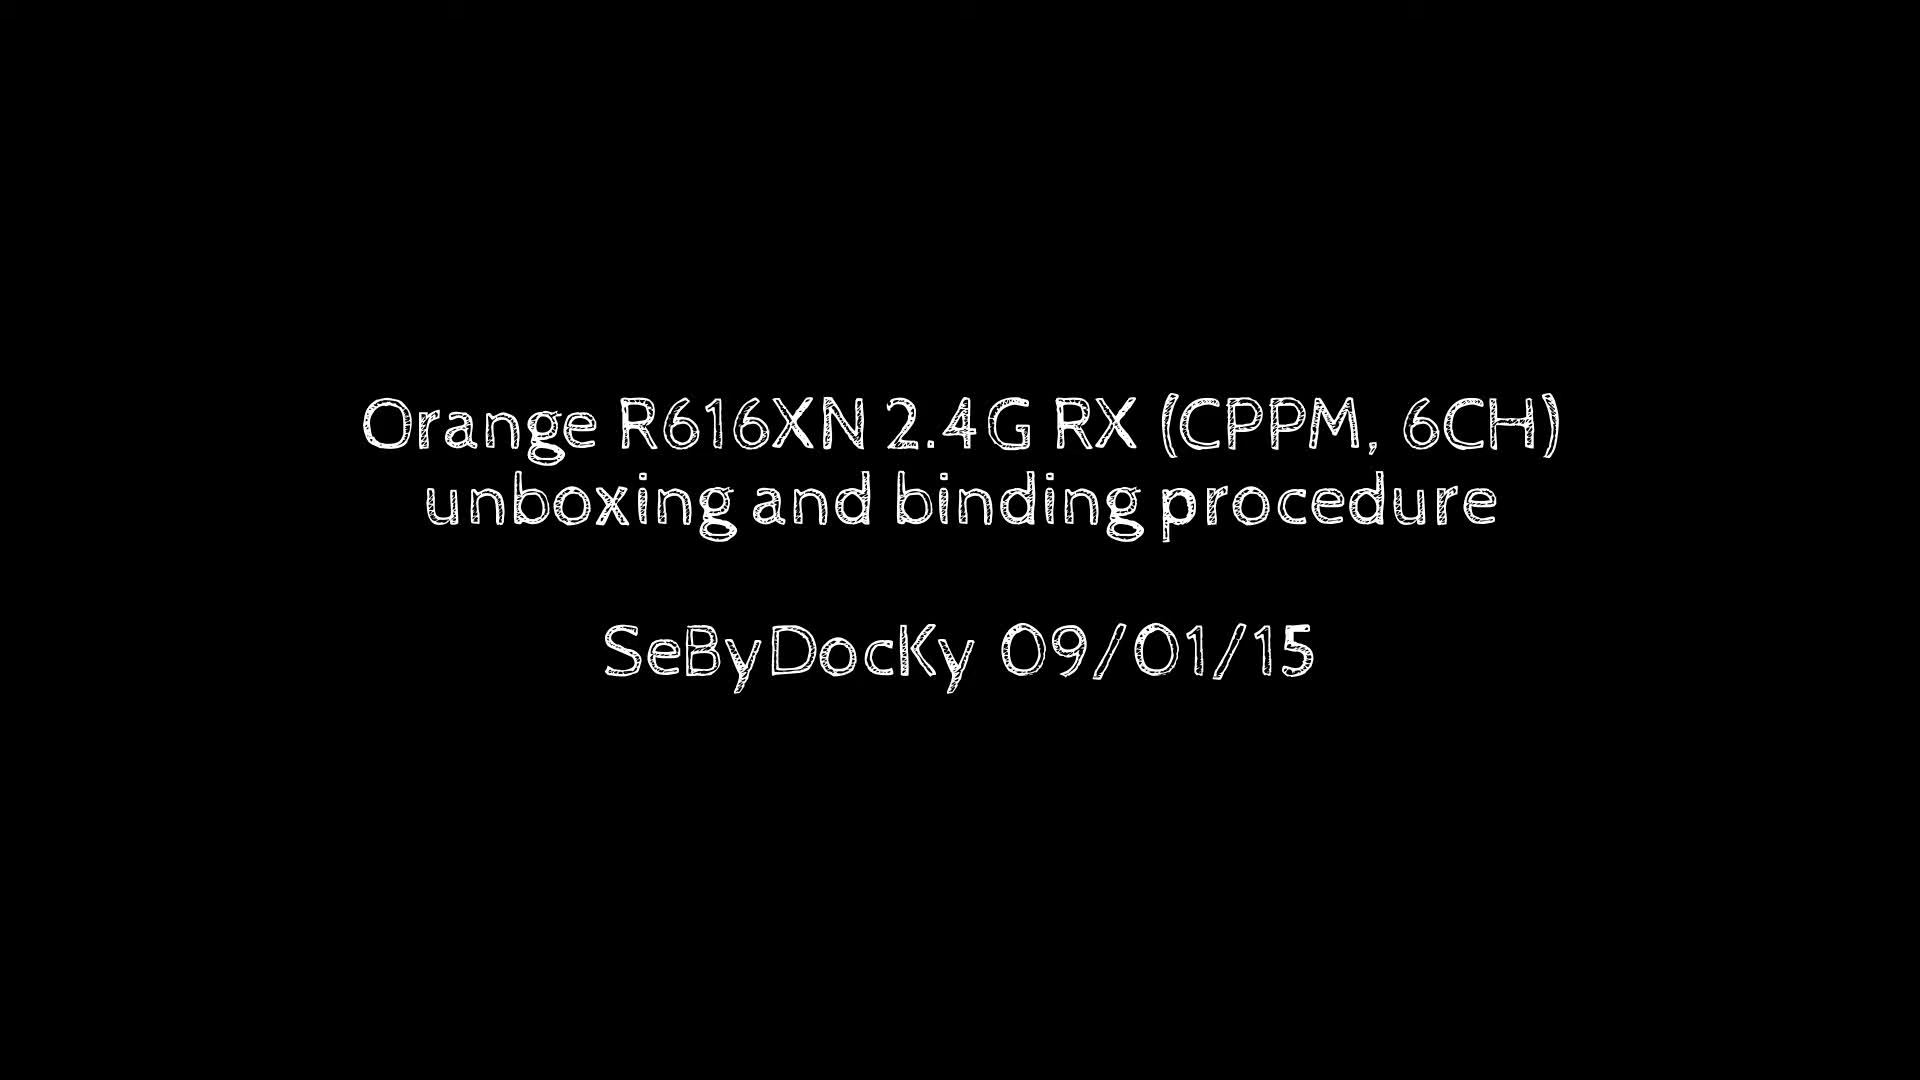 Orange R616XN 2.4G RX (CPPM, 6CH)
unboxing and binding procedure
SeByDocKy 09/01/15